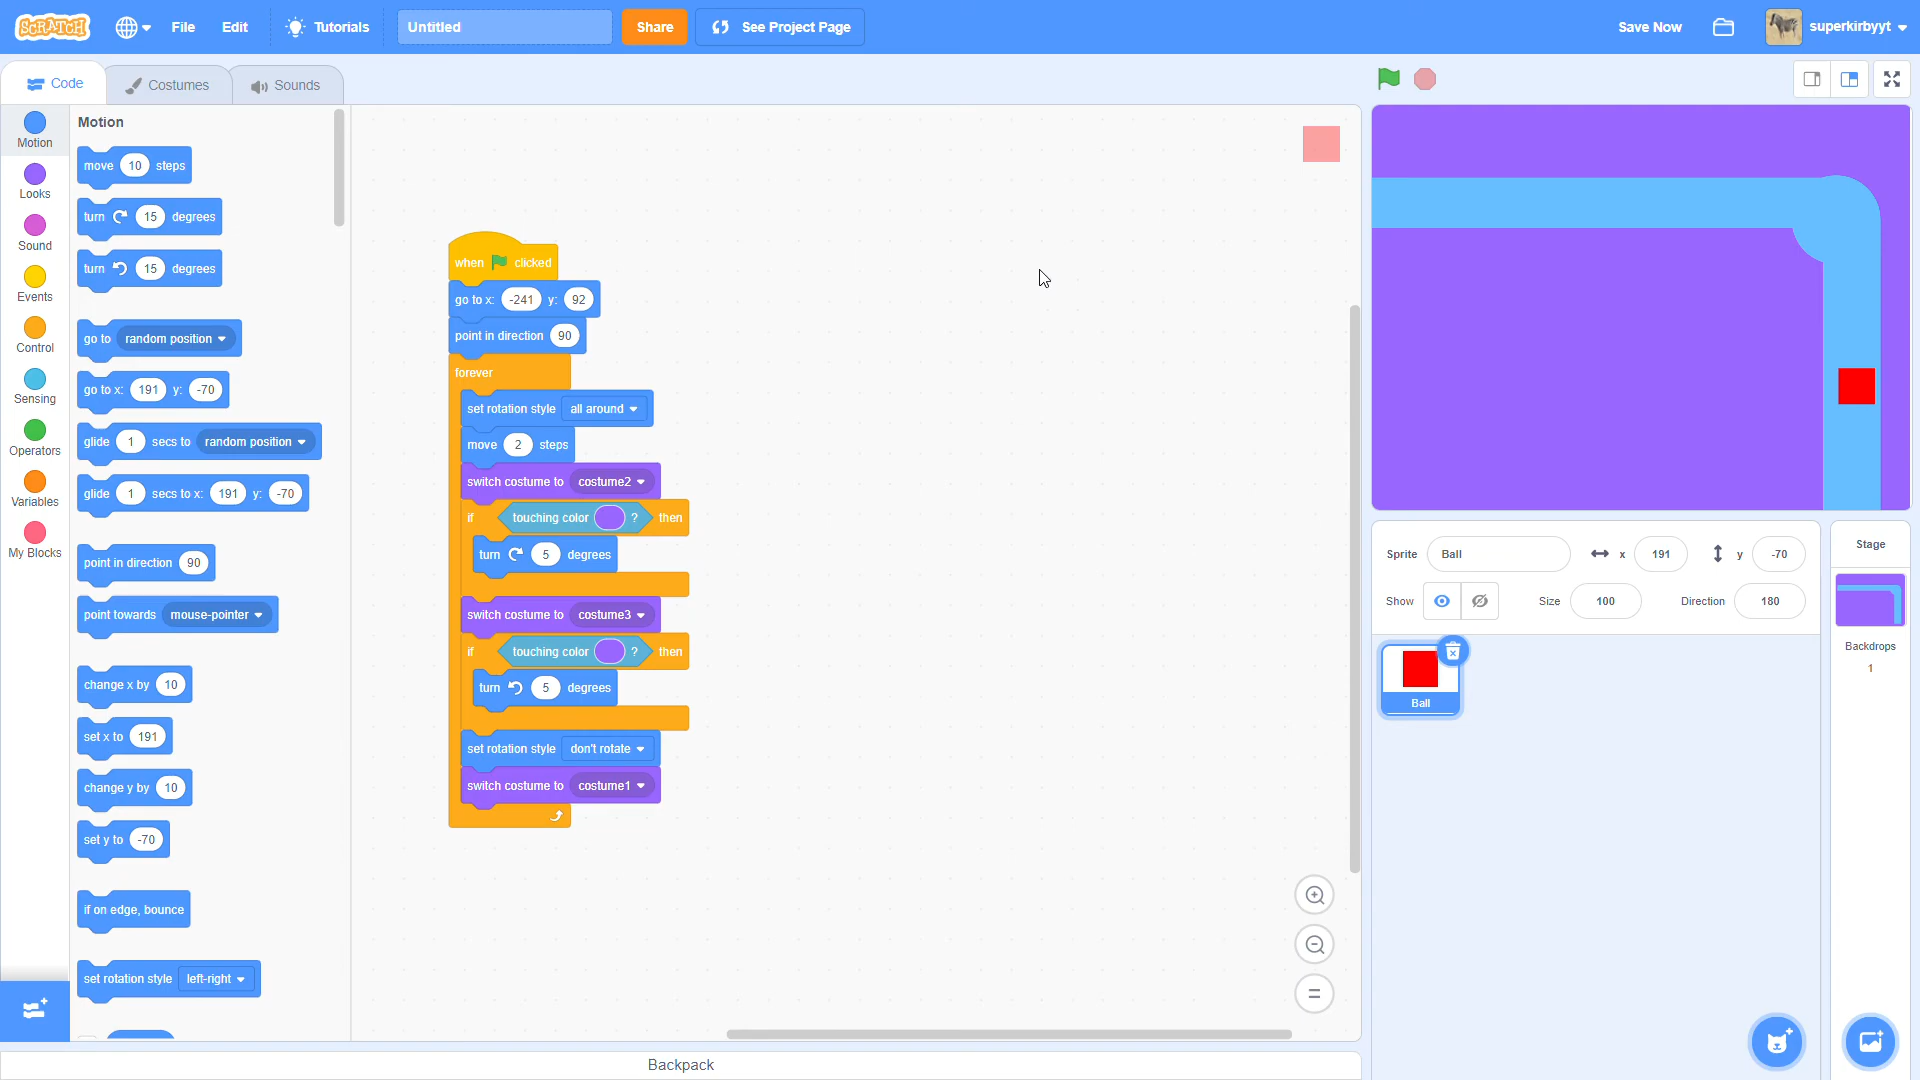 SCRATCH File Edit Tutorials Untitled Share See Project Page Save Now superkirbyyt
Code Costumes Sounds
Motion
Looks
Sound
Events
Control
Sensing
Operators
Variables
My Blocks
Motion
move 10 steps
turn 15 degrees
turn 15 degrees
go to random position
go to x: 191 y: -70
glide 1 secs to random position
glide 1 secs to x: 191 y: -70
point in direction 90
point towards mouse-pointer
change x by 10
set x to 191
change y by 10
set y to -70
if on edge, bounce
set rotation style left-right
when clicked
go to x: -241 y: 92
point in direction 90
forever
set rotation style all around
move 2 steps
switch costume to costume2
if touching color ? then
turn 5 degrees
switch costume to costume3
if touching color ? then
turn 5 degrees
set rotation style don't rotate
switch costume to costume1
Backpack
Sprite Ball x 191 y -70
Show Size 100 Direction 180
Ball
Stage
Backdrops
1